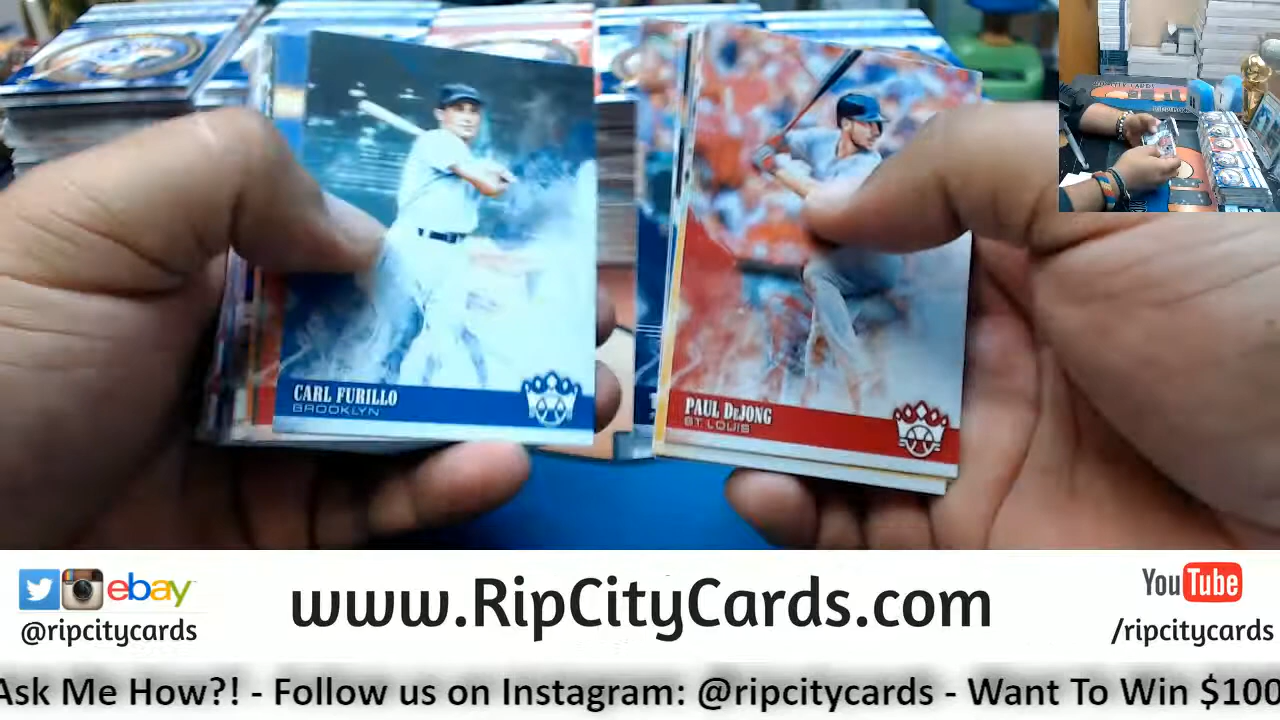 CARL FURILLO
BROOKLYN
PAUL DEJONG
ST. LOUIS
ebay
@ripcitycards
www.RipCityCards.com
YouTube
/ripcitycards
Ask Me How?! - Follow us on Instagram: @ripcitycards - Want To Win $100